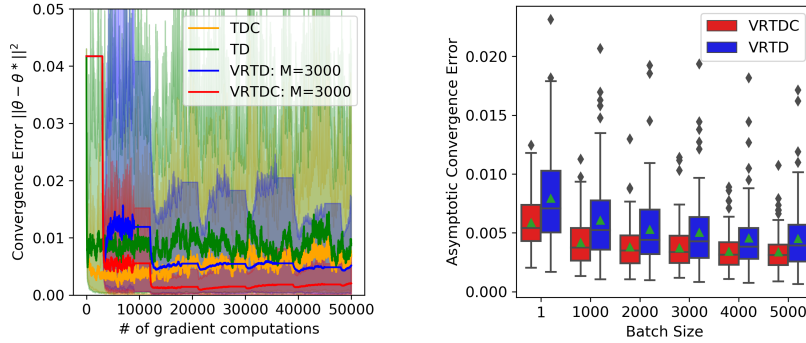 Convergence Error ||θ − θ*||²
0.05
0.04
0.03
0.02
0.01
0.00
TDC
TD
VRTD: M=3000
VRTDC: M=3000
0
10000
20000
30000
40000
50000
# of gradient computations
Asymptotic Convergence Error
0.020
0.015
0.010
0.005
0.000
VRTDC
VRTD
1
1000
2000
3000
4000
5000
Batch Size